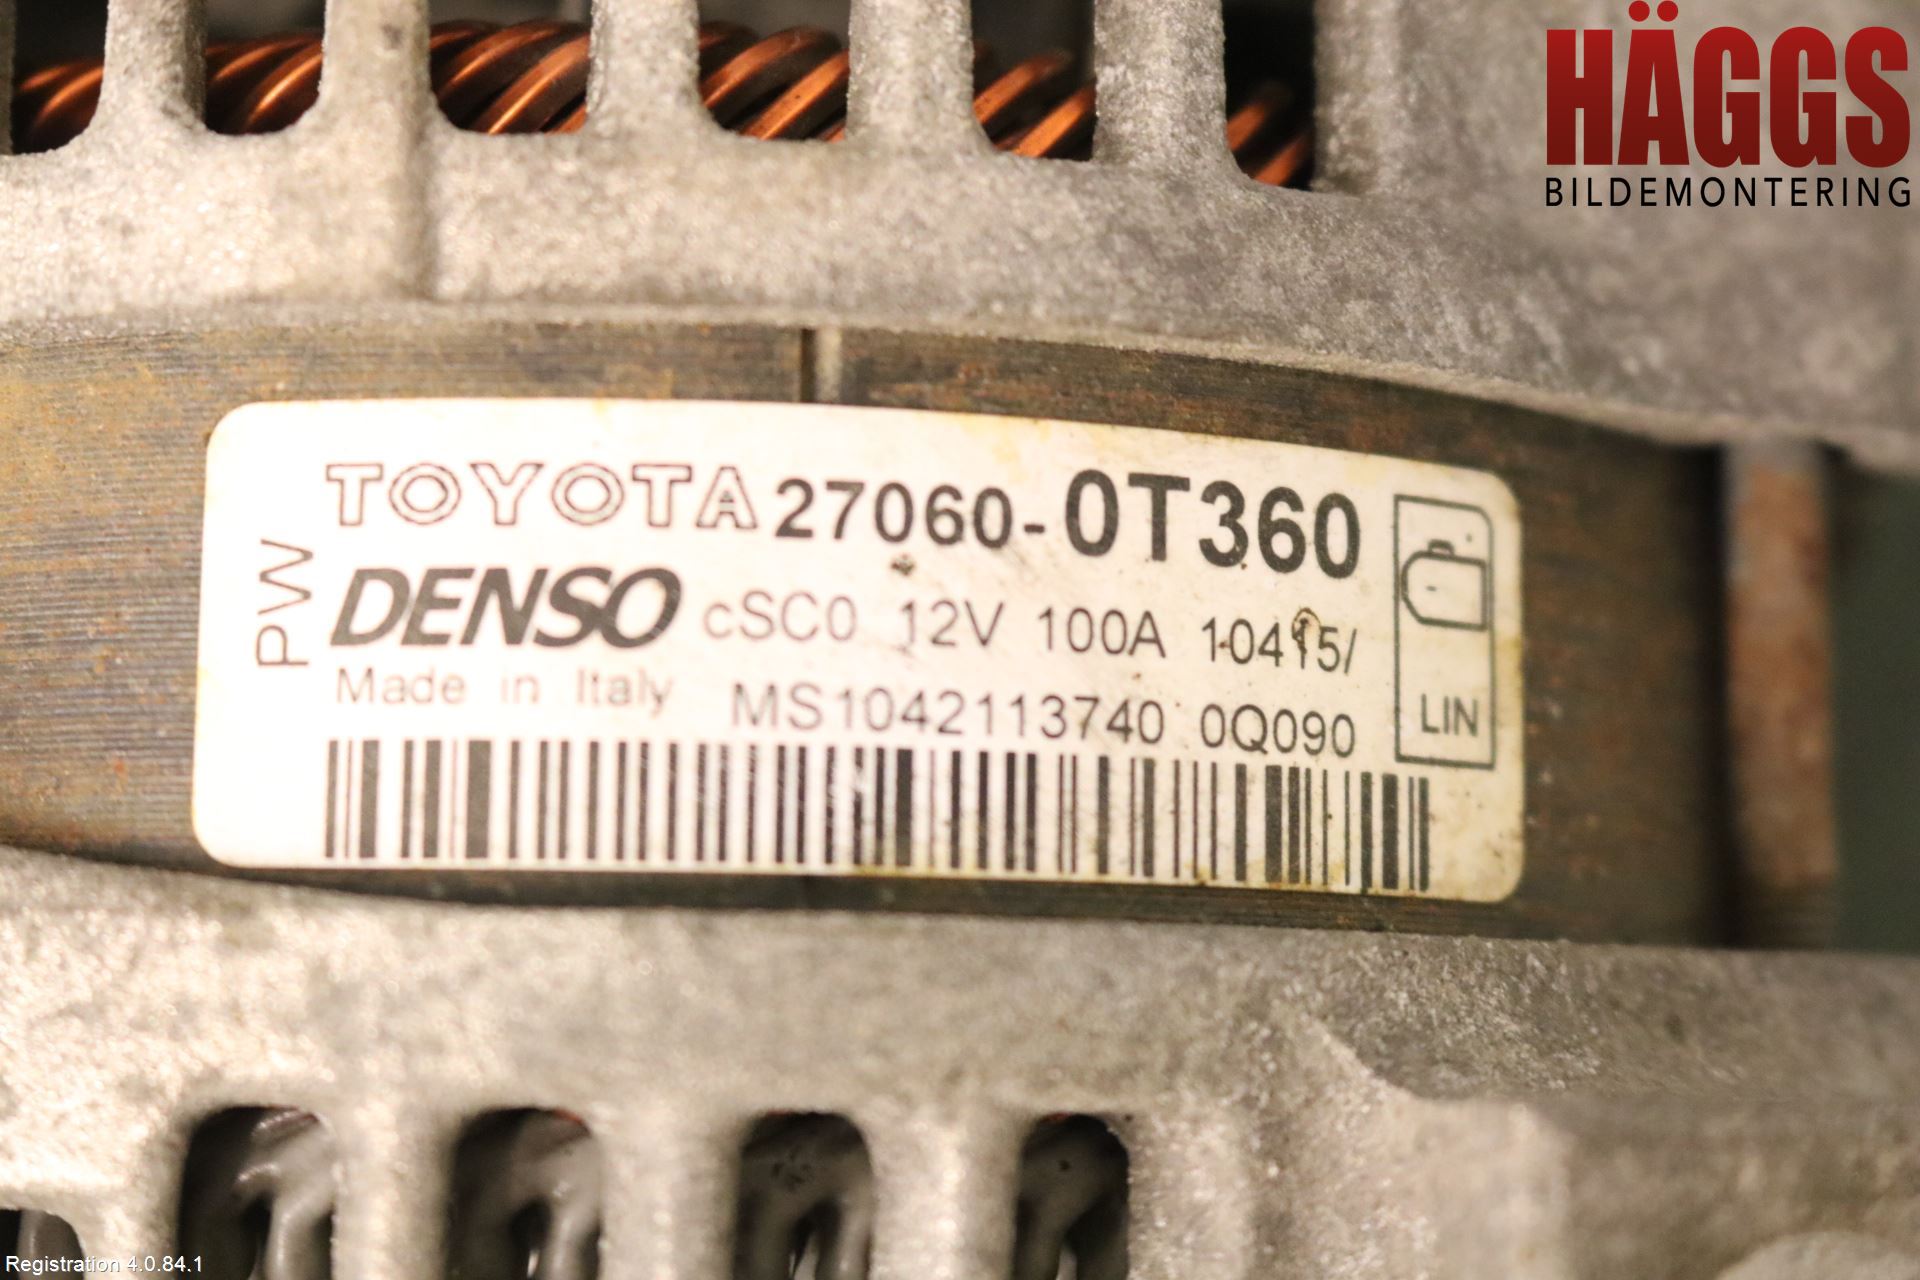 HÄGGS
BILDEMONTERING
TOYOTA 27060-0T360
PW
DENSO cSC0 12V 100A 10415/
Made in Italy MS1042113740 0Q090
LIN
Registration 4.0.84.1